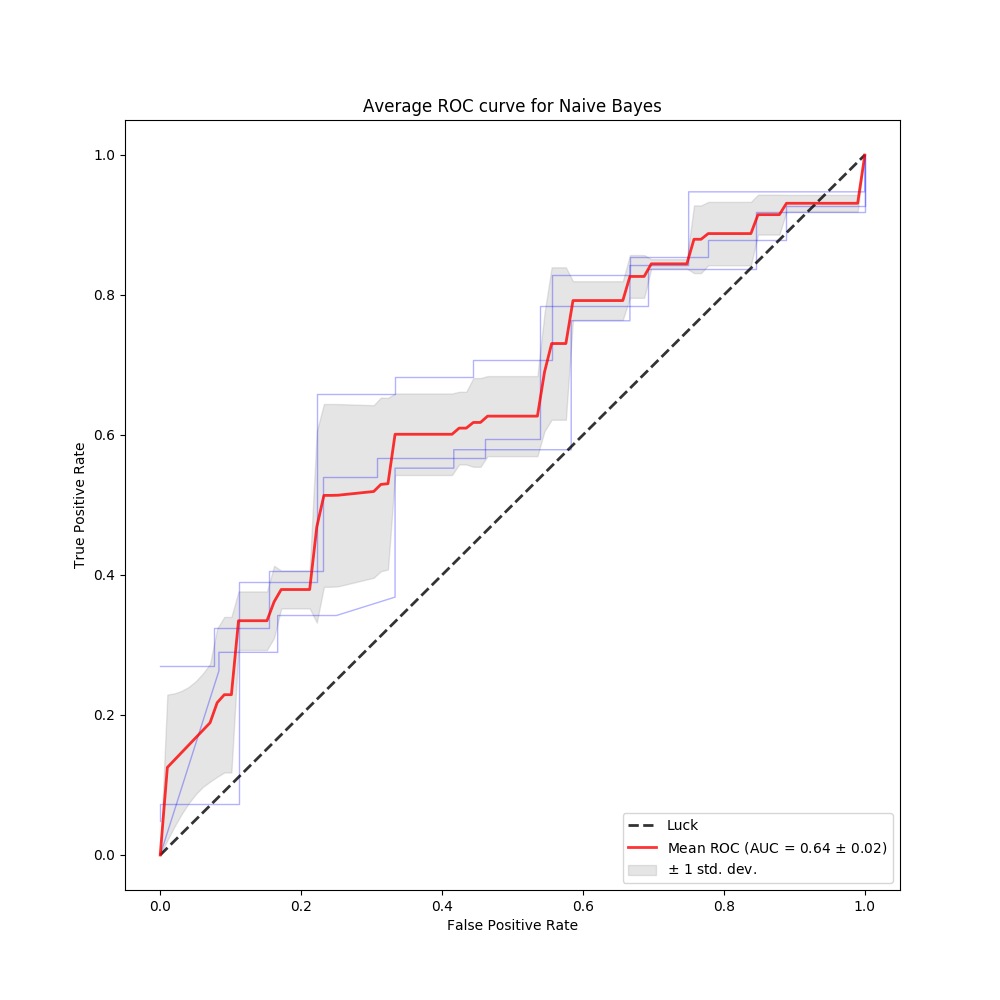 Average ROC curve for Naive Bayes
1.0
0.8
0.6
0.4
0.2
0.0
True Positive Rate
0.0 0.2 0.4 0.6 0.8 1.0
False Positive Rate
Luck
Mean ROC (AUC = 0.64 ± 0.02)
± 1 std. dev.